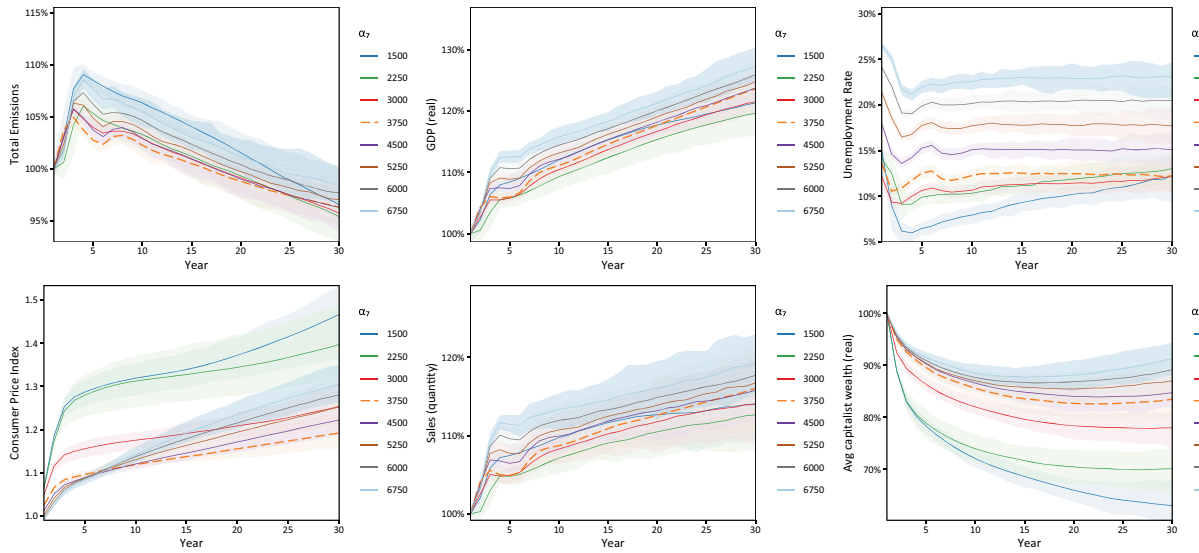 115%
110%
105%
100%
95%
Total Emissions
5 10 15 20 25 30
Year
α₇
1500
2250
3000
3750
4500
5250
6000
6750
130%
120%
110%
100%
GDP (real)
5 10 15 20 25 30
Year
α₇
1500
2250
3000
3750
4500
5250
6000
6750
30%
25%
20%
15%
10%
5%
Unemployment Rate
5 10 15 20 25 30
Year
α
1.5
1.4
1.3
1.2
1.1
1.0
Consumer Price Index
5 10 15 20 25 30
Year
α₇
1500
2250
3000
3750
4500
5250
6000
6750
120%
110%
100%
Sales (quantity)
5 10 15 20 25 30
Year
α₇
1500
2250
3000
3750
4500
5250
6000
6750
100%
90%
80%
70%
Avg capitalist wealth (real)
5 10 15 20 25 30
Year
α